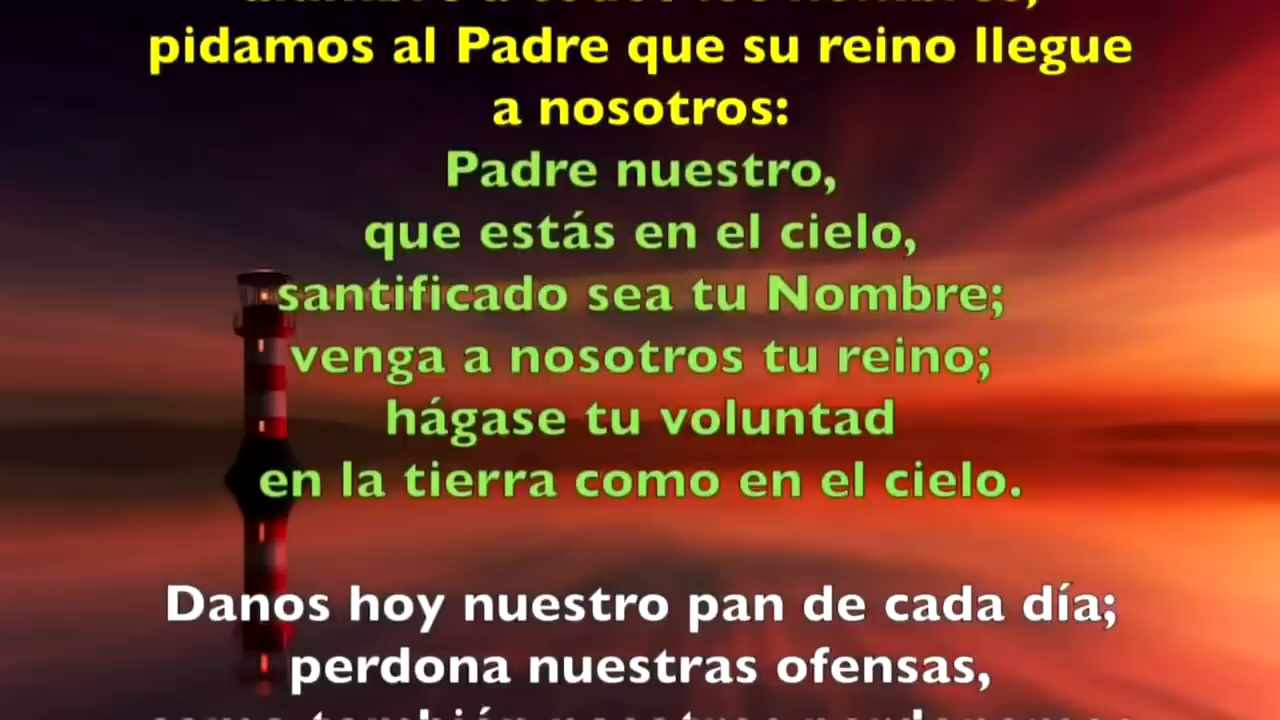 pidamos al Padre que su reino llegue
a nosotros:
Padre nuestro,
que estás en el cielo,
santificado sea tu Nombre;
venga a nosotros tu reino;
hágase tu voluntad
en la tierra como en el cielo.
Danos hoy nuestro pan de cada día;
perdona nuestras ofensas,